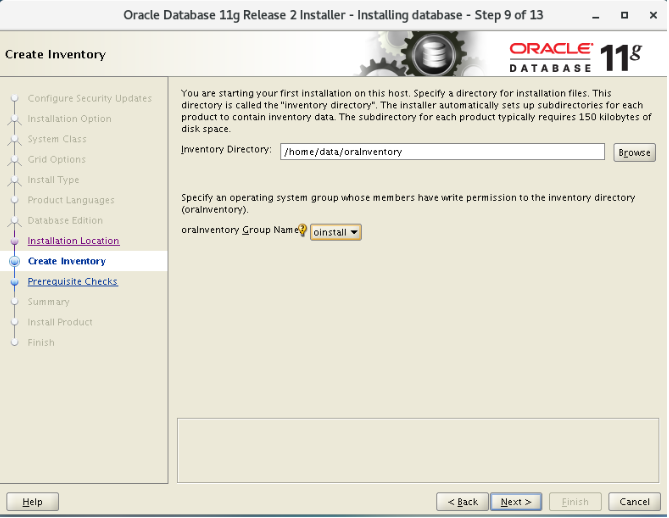 Oracle Database 11g Release 2 Installer - Installing database - Step 9 of 13
Create Inventory
ORACLE
DATABASE
11g
Configure Security Updates
Installation Option
System Class
Grid Options
Install Type
Product Languages
Database Edition
Installation Location
Create Inventory
Prerequisite Checks
Summary
Install Product
Finish
You are starting your first installation on this host. Specify a directory for installation files. This
directory is called the "inventory directory". The installer automatically sets up subdirectories for each
product to contain inventory data. The subdirectory for each product typically requires 150 kilobytes of
disk space.
Inventory Directory: /home/data/oraInventory Browse
Specify an operating system group whose members have write permission to the inventory directory
(oraInventory).
oraInventory Group Name oinstall
Help < Back Next > Finish Cancel